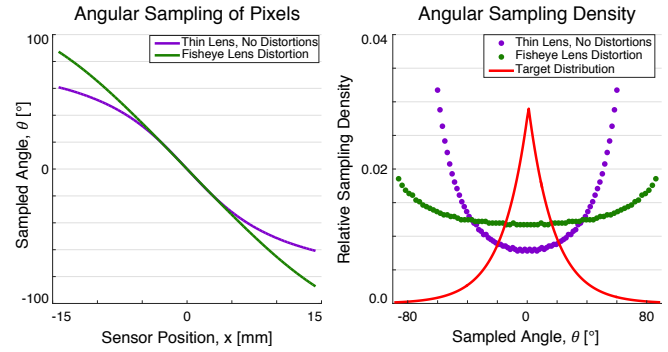 Angular Sampling of Pixels
100
Thin Lens, No Distortions
Fisheye Lens Distortion
Sampled Angle, θ [°]
0
-100
-15
0
15
Sensor Position, x [mm]
Angular Sampling Density
0.04
Thin Lens, No Distortions
Fisheye Lens Distortion
Target Distribution
Relative Sampling Density
0.02
0.0
-80
-40
0
40
80
Sampled Angle, θ [°]